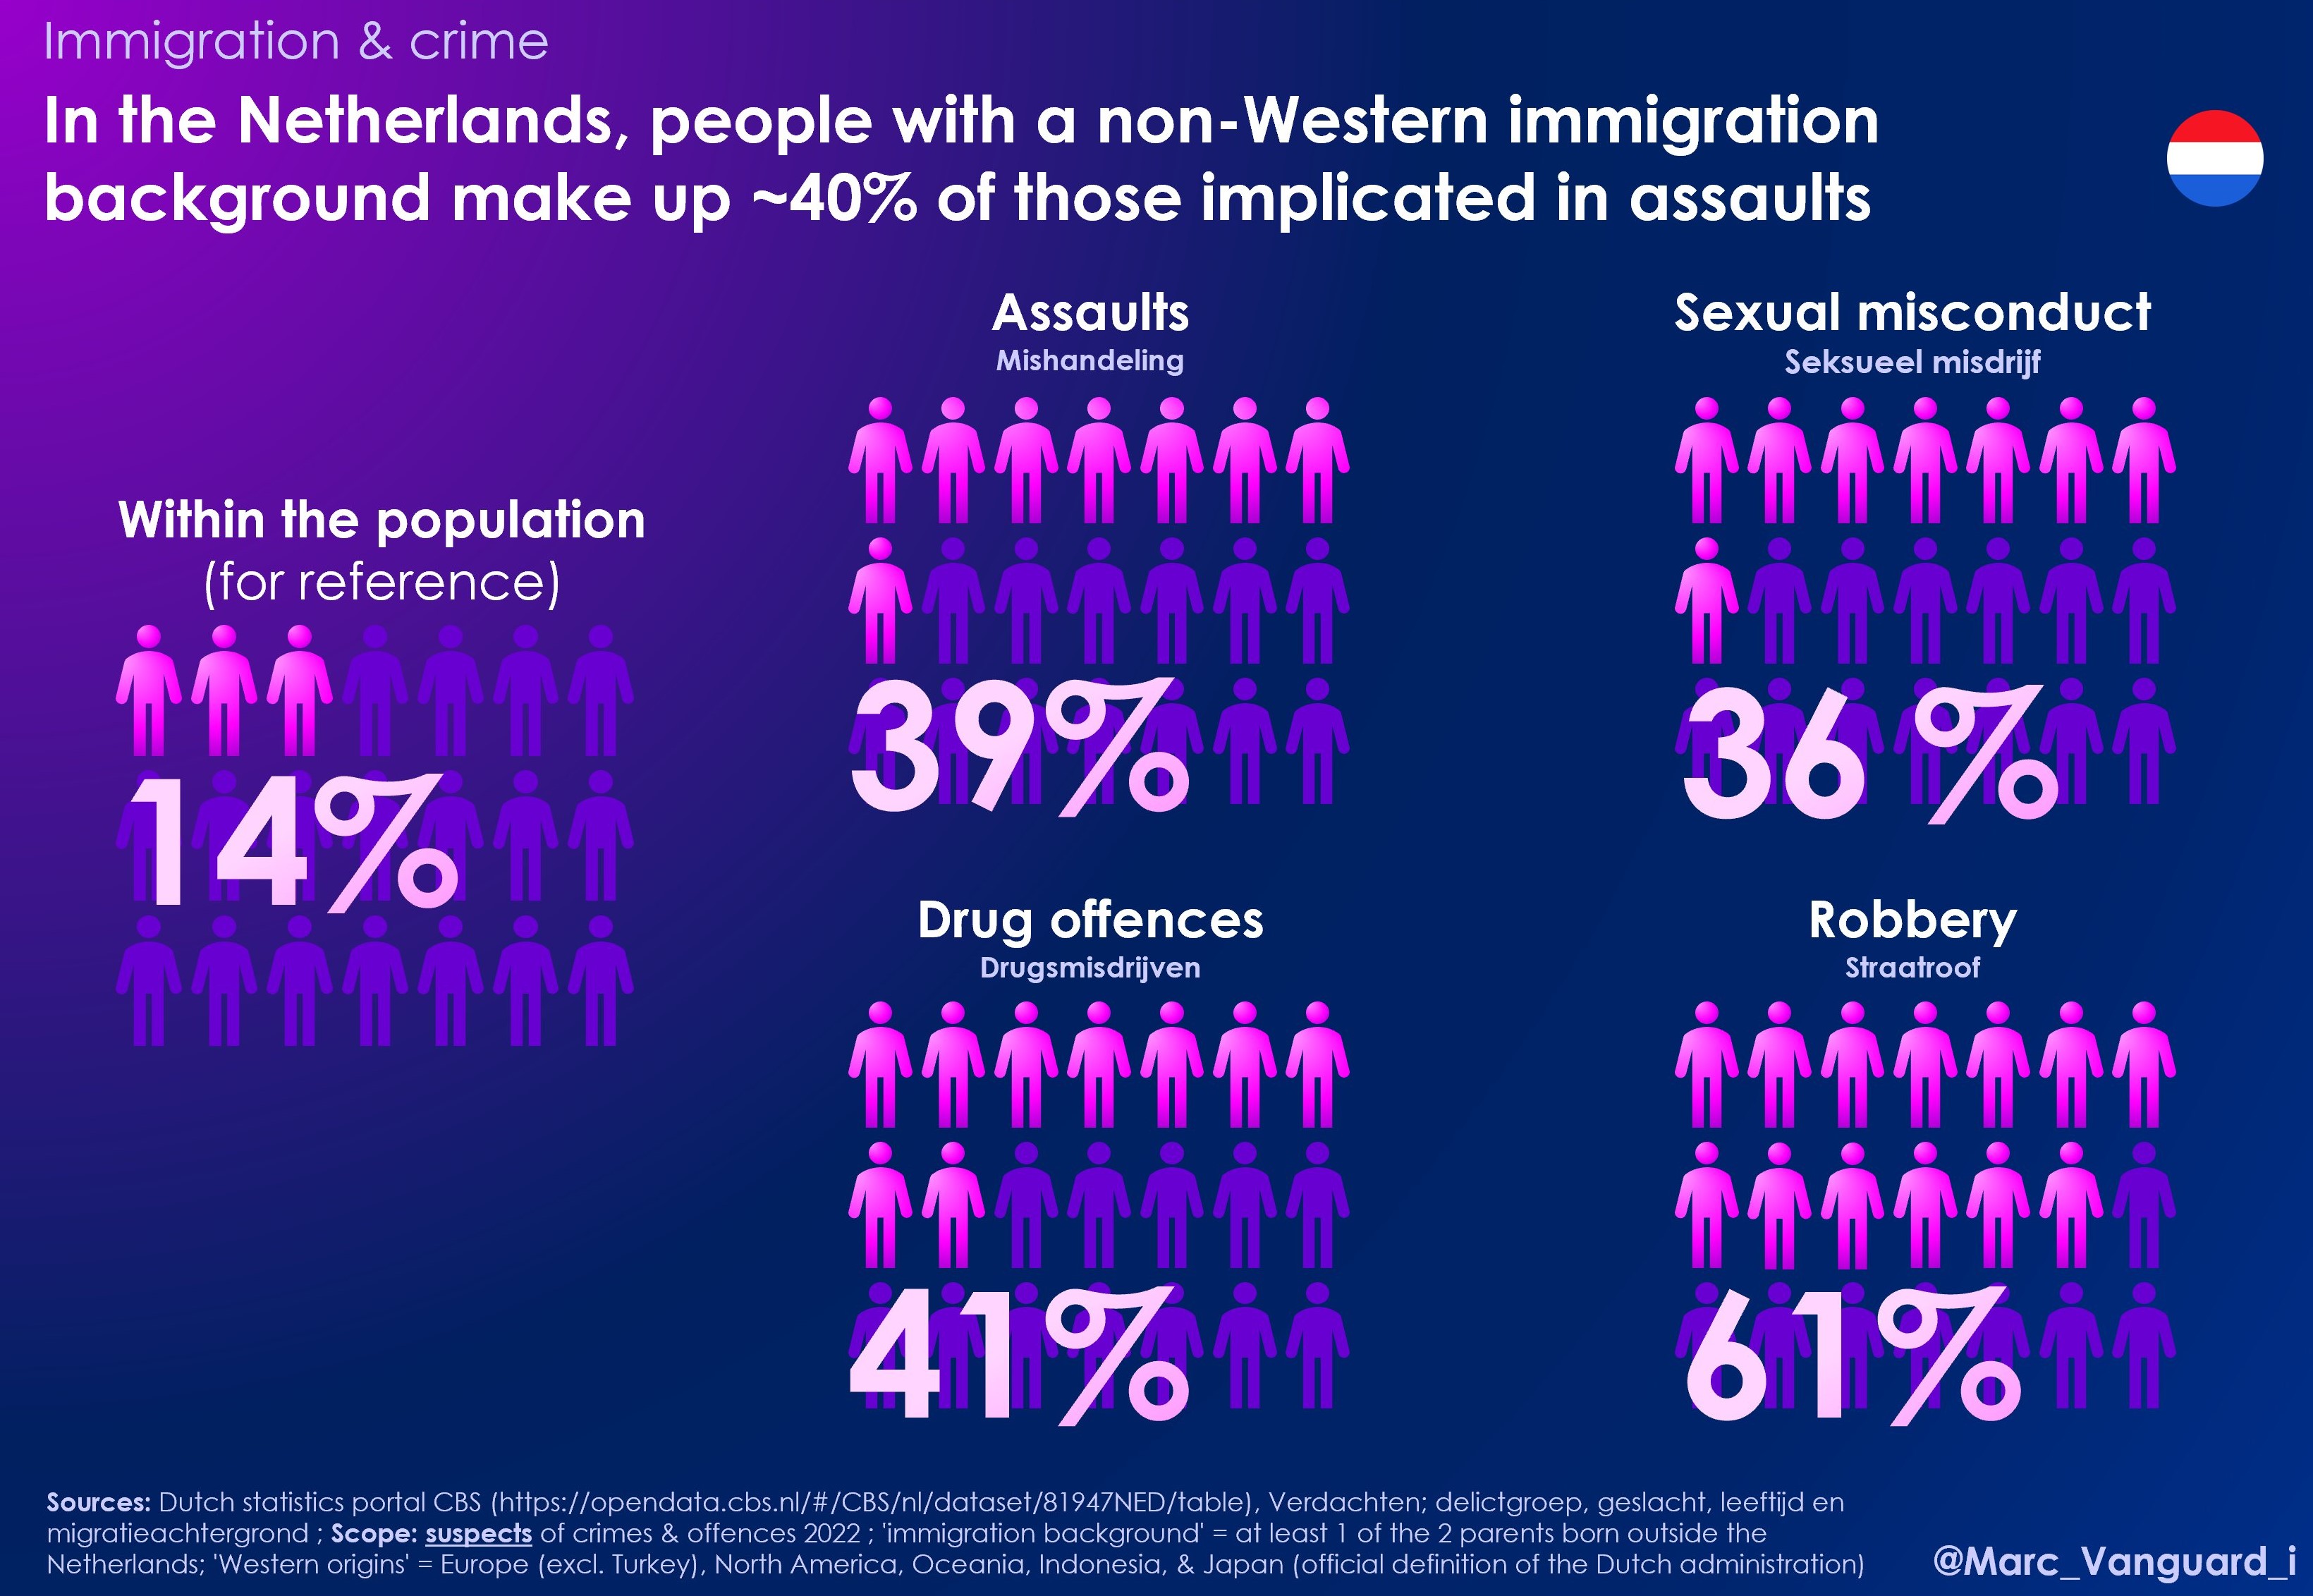 Immigration & crime
In the Netherlands, people with a non-Western immigration
background make up ~40% of those implicated in assaults
Within the population
(for reference)
14%
Assaults
Mishandeling
39%
Sexual misconduct
Seksueel misdrijf
36 %
Drug offences
Drugsmisdrijven
41%
Robbery
Straatroof
61%
Sources: Dutch statistics portal CBS (https://opendata.cbs.nl/#/CBS/nl/dataset/81947NED/table), Verdachten; delictgroep, geslacht, leeftijd en
migratieachtergrond ; Scope: suspects of crimes & offences 2022 ; 'immigration background' = at least 1 of the 2 parents born outside the
Netherlands; 'Western origins' = Europe (excl. Turkey), North America, Oceania, Indonesia, & Japan (official definition of the Dutch administration)
@Marc_Vanguard_i